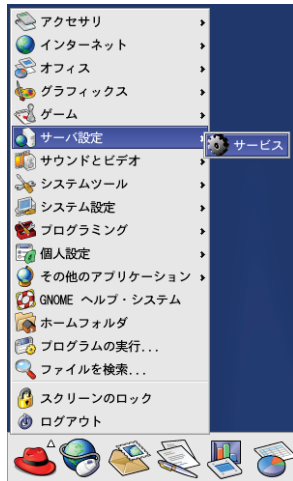 アクセサリ
インターネット
オフィス
グラフィックス
ゲーム
サーバ設定
サービス
サウンドとビデオ
システムツール
システム設定
プログラミング
個人設定
その他のアプリケーション
GNOME ヘルプ・システム
ホームフォルダ
プログラムの実行...
ファイルを検索...
スクリーンのロック
ログアウト